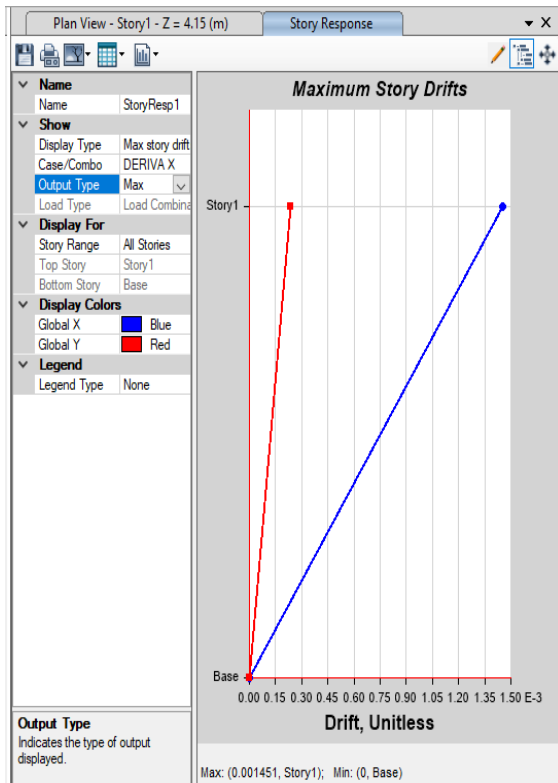 Plan View - Story1 - Z = 4.15 (m)
Story Response
X
Name
Name StoryResp1
Show
Display Type Max story drift
Case/Combo DERIVA X
Output Type Max
Load Type Load Combina
Display For
Story Range All Stories
Top Story Story1
Bottom Story Base
Display Colors
Global X Blue
Global Y Red
Legend
Legend Type None
Output Type
Indicates the type of output
displayed.
Maximum Story Drifts
Story1
Base
0.00 0.15 0.30 0.45 0.60 0.75 0.90 1.05 1.20 1.35 1.50 E-3
Drift, Unitless
Max: (0.001451, Story1); Min: (0, Base)